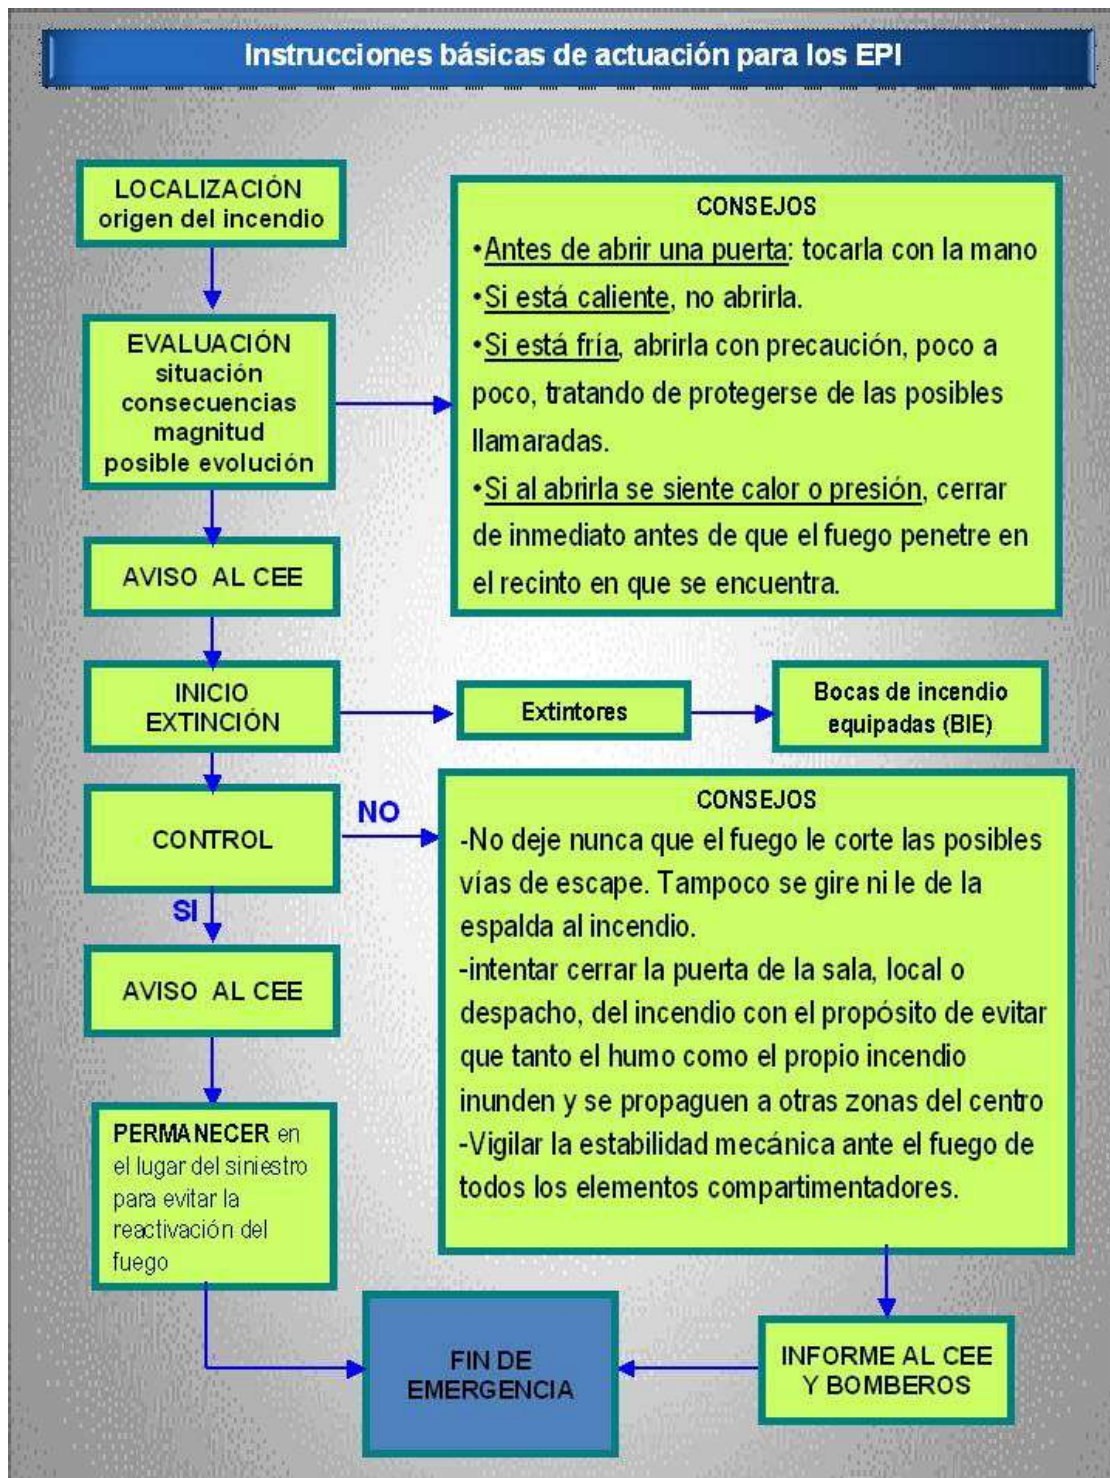 Instrucciones básicas de actuación para los EPI
LOCALIZACIÓN
origen del incendio
CONSEJOS
•Antes de abrir una puerta: tocarla con la mano
•Si está caliente, no abrirla.
•Si está fría, abrirla con precaución, poco a
poco, tratando de protegerse de las posibles
llamaradas.
•Si al abrirla se siente calor o presión, cerrar
de inmediato antes de que el fuego penetre en
el recinto en que se encuentra.
EVALUACIÓN
situación
consecuencias
magnitud
posible evolución
AVISO AL CEE
INICIO
EXTINCIÓN
Extintores
Bocas de incendio
equipadas (BIE)
CONTROL
NO
CONSEJOS
-No deje nunca que el fuego le corte las posibles
vías de escape. Tampoco se gire ni le de la
espalda al incendio.
-intentar cerrar la puerta de la sala, local o
despacho, del incendio con el propósito de evitar
que tanto el humo como el propio incendio
inunden y se propaguen a otras zonas del centro
-Vigilar la estabilidad mecánica ante el fuego de
todos los elementos compartimentadores.
SI
AVISO AL CEE
PERMANECER en
el lugar del siniestro
para evitar la
reactivación del
fuego
FIN DE
EMERGENCIA
INFORME AL CEE
Y BOMBEROS